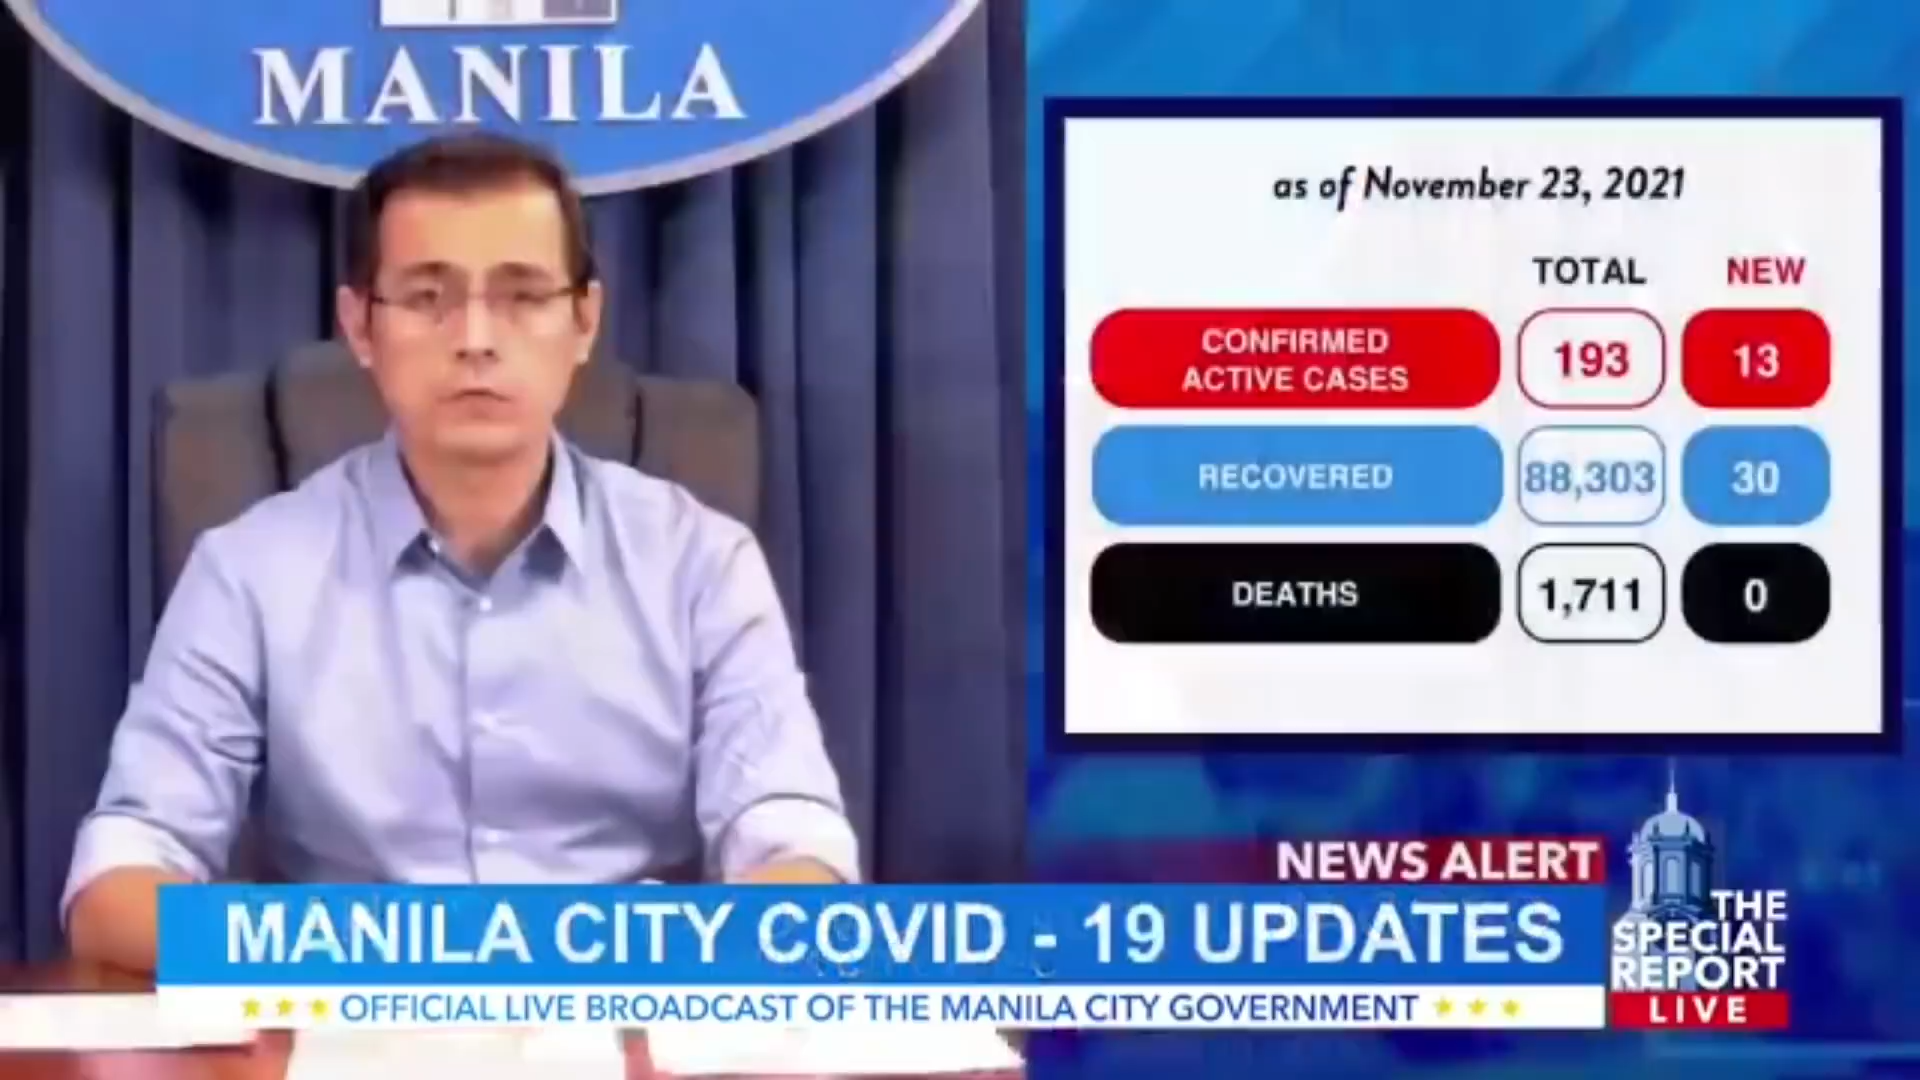 MANILA
as of November 23, 2021
TOTAL NEW
CONFIRMED
ACTIVE CASES
193 13
RECOVERED 88,303 30
DEATHS 1,711 0
NEWS ALERT
MANILA CITY COVID - 19 UPDATES
OFFICIAL LIVE BROADCAST OF THE MANILA CITY GOVERNMENT
THE
SPECIAL
REPORT
LIVE